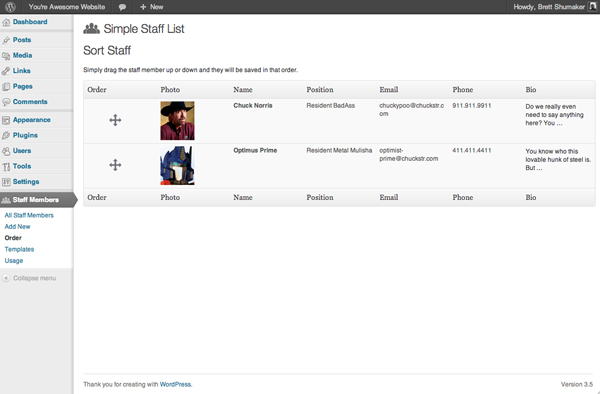 You're Awesome Website
+ New
Howdy, Brett Shumaker
Dashboard
Posts
Media
Links
Pages
Comments
Appearance
Plugins
Users
Tools
Settings
Staff Members
All Staff Members
Add New
Order
Templates
Usage
Collapse menu
Simple Staff List
Sort Staff
Simply drag the staff member up or down and they will be saved in that order.
Order Photo Name Position Email Phone Bio
Chuck Norris Resident BadAss chuckypoo@chuckstr.c 911.911.9911 Do we really even
om need to say anything
here? You ...
Optimus Prime Resident Metal Mulisha optimist- 411.411.4411 You know who this
prime@chuckstr.com lovable hunk of steel is.
But ...
Order Photo Name Position Email Phone Bio
Thank you for creating with WordPress.
Version 3.5